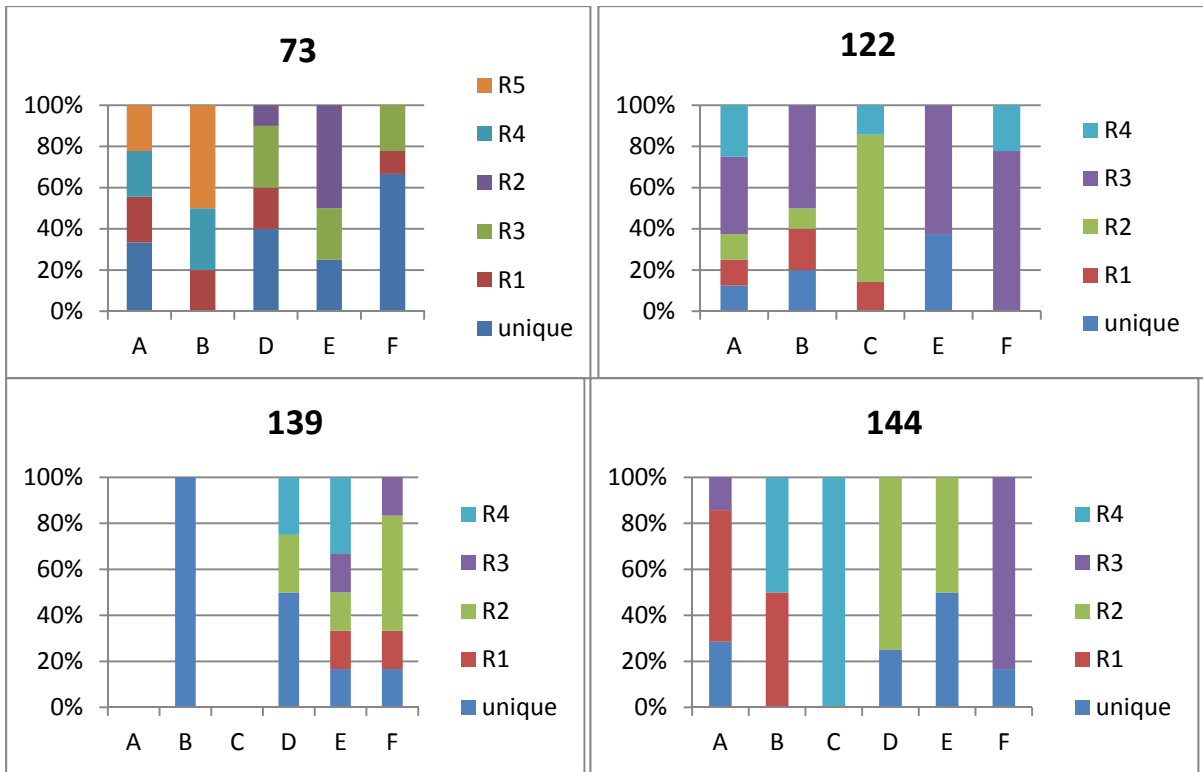 73
100%
80%
60%
40%
20%
0%
A B D E F
R5
R4
R2
R3
R1
unique
122
100%
80%
60%
40%
20%
0%
A B C E F
R4
R3
R2
R1
unique
139
100%
80%
60%
40%
20%
0%
A B C D E F
R4
R3
R2
R1
unique
144
100%
80%
60%
40%
20%
0%
A B C D E F
R4
R3
R2
R1
unique